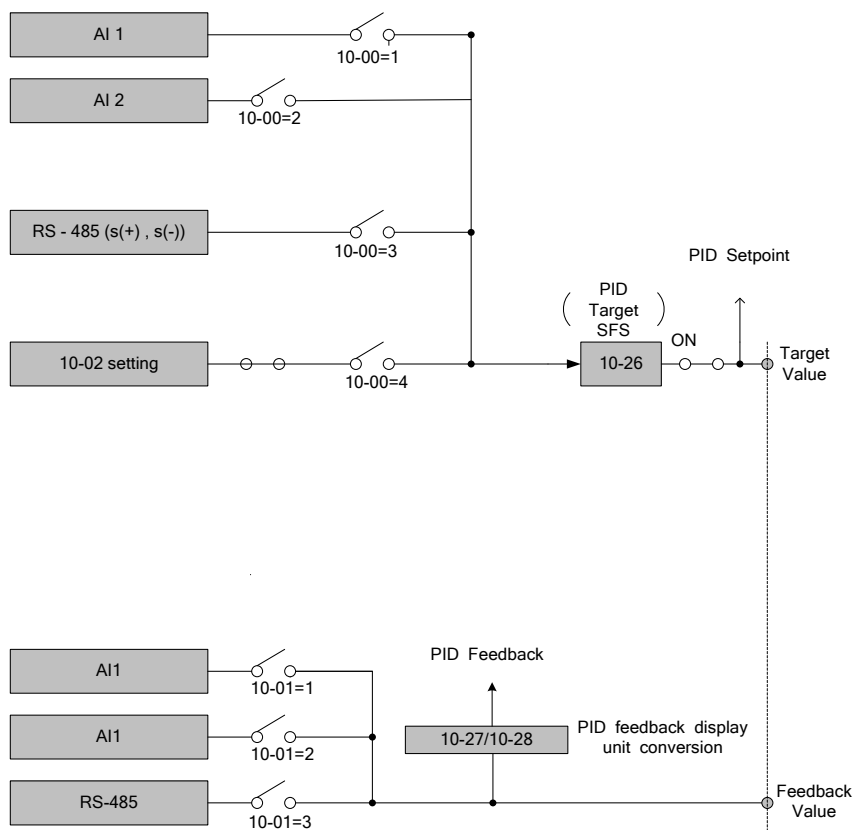 AI 1
10-00=1
AI 2
10-00=2
RS - 485 (s(+) , s(-))
10-00=3
PID Setpoint
( PID )
Target
SFS
10-02 setting
10-00=4
10-26
ON
Target
Value
AI1
10-01=1
PID Feedback
AI1
10-01=2
10-27/10-28
PID feedback display
unit conversion
RS-485
10-01=3
Feedback
Value